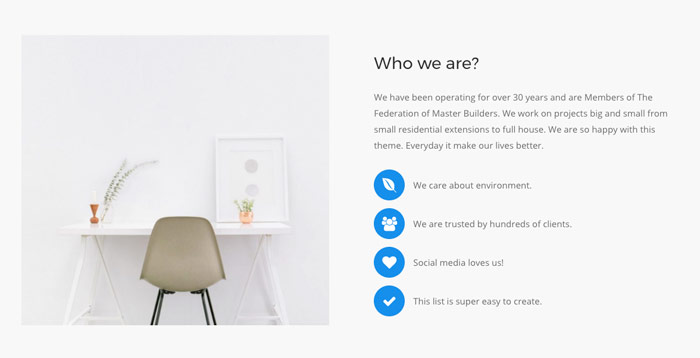 Who we are?
We have been operating for over 30 years and are Members of The
Federation of Master Builders. We work on projects big and small from
small residential extensions to full house. We are so happy with this
theme. Everyday it make our lives better.
We care about environment.
We are trusted by hundreds of clients.
Social media loves us!
This list is super easy to create.